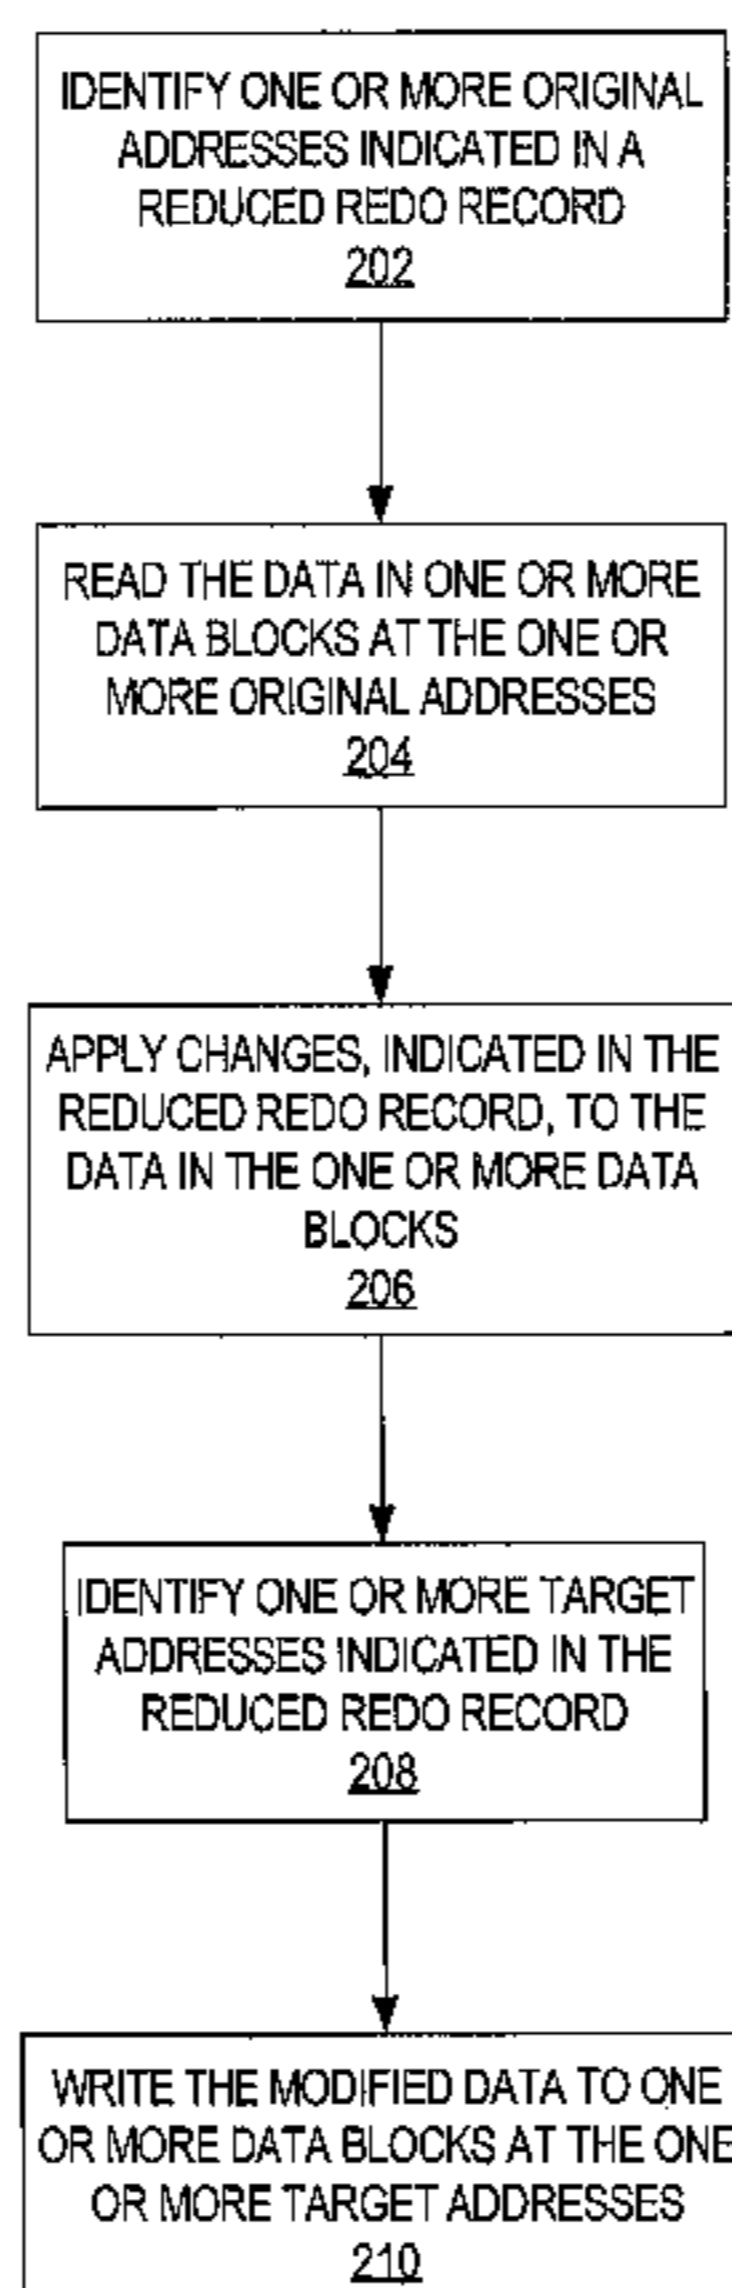 IDENTIFY ONE OR MORE ORIGINAL
ADDRESSES INDICATED IN A
REDUCED REDO RECORD
202
READ THE DATA IN ONE OR MORE
DATA BLOCKS AT THE ONE OR
MORE ORIGINAL ADDRESSES
204
APPLY CHANGES, INDICATED IN THE
REDUCED REDO RECORD, TO THE
DATA IN THE ONE OR MORE DATA
BLOCKS
206
IDENTIFY ONE OR MORE TARGET
ADDRESSES INDICATED IN THE
REDUCED REDO RECORD
208
WRITE THE MODIFIED DATA TO ONE
OR MORE DATA BLOCKS AT THE ONE
OR MORE TARGET ADDRESSES
210